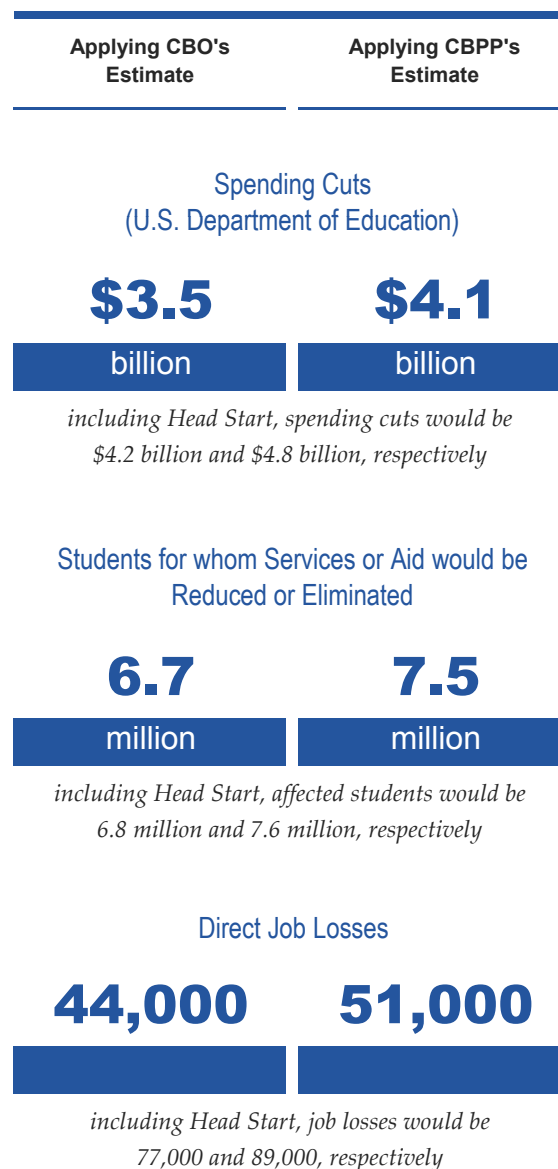 Applying CBO's Applying CBPP's
Estimate Estimate
Spending Cuts
(U.S. Department of Education)
$3.5 $4.1
billion billion
including Head Start, spending cuts would be
$4.2 billion and $4.8 billion, respectively
Students for whom Services or Aid would be
Reduced or Eliminated
6.7 7.5
million million
including Head Start, affected students would be
6.8 million and 7.6 million, respectively
Direct Job Losses
44,000 51,000
including Head Start, job losses would be
77,000 and 89,000, respectively